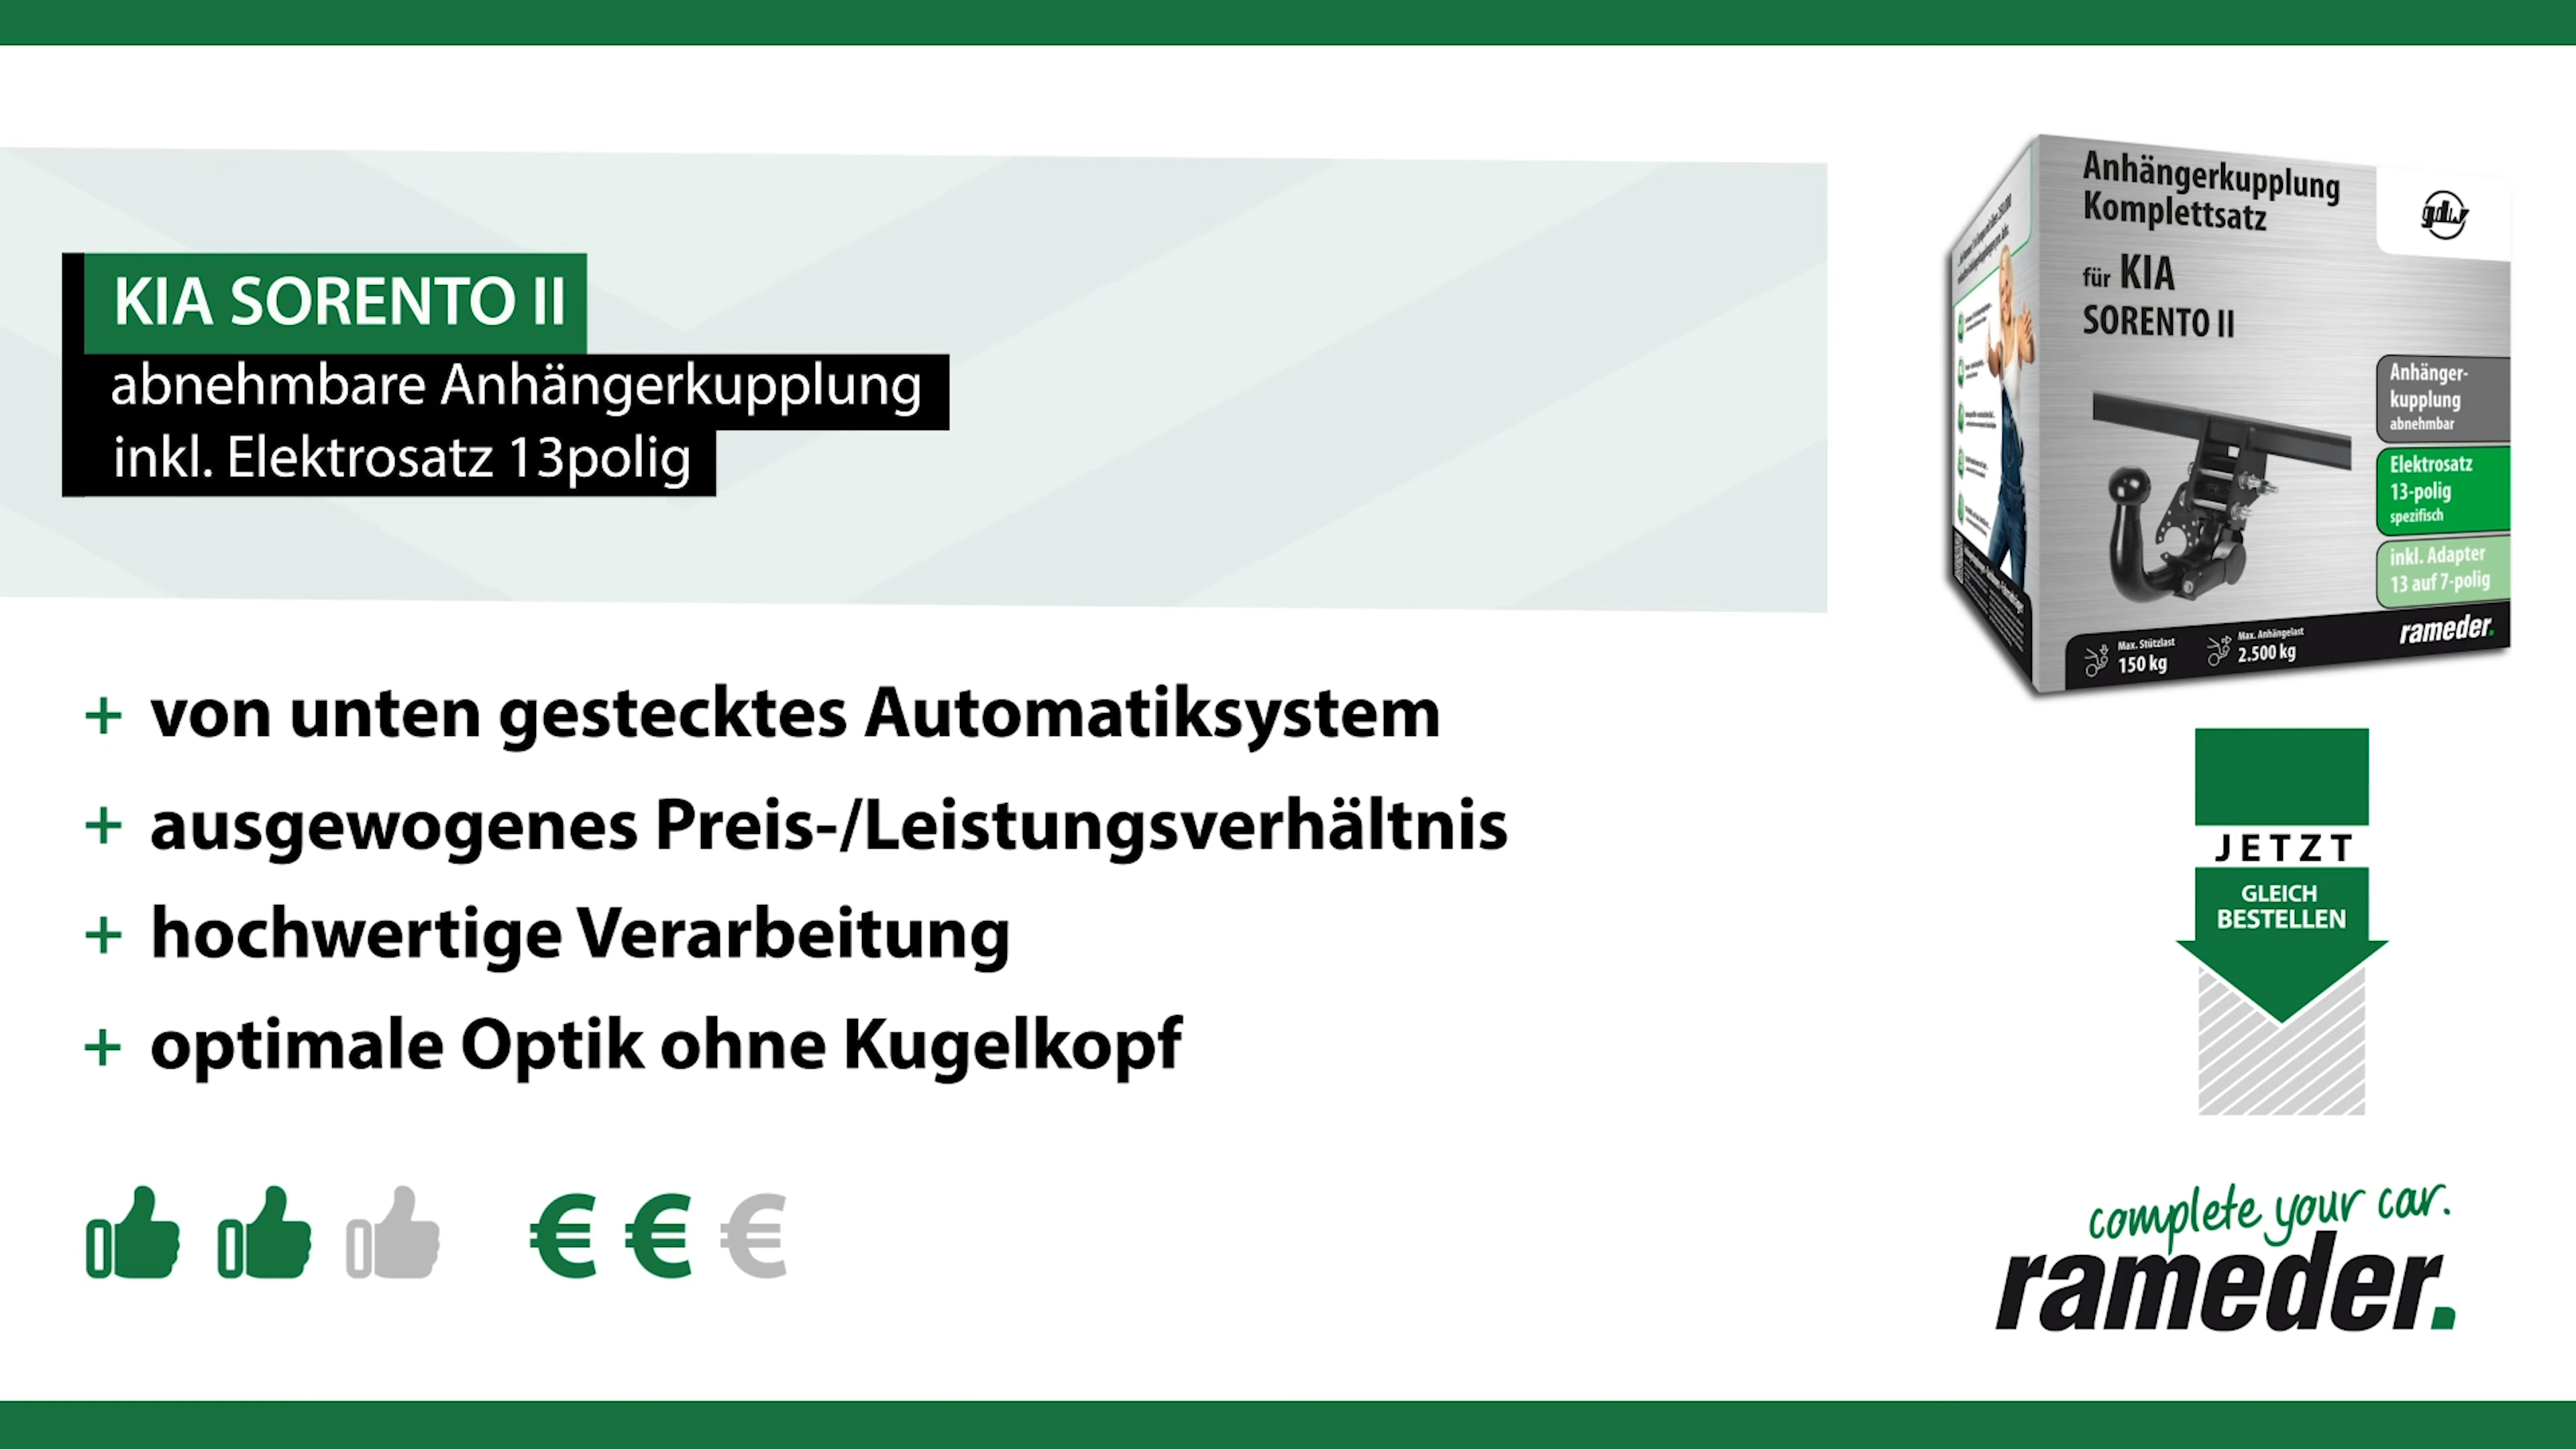 KIA SORENTO II
abnehmbare Anhängerkupplung
inkl. Elektrosatz 13polig
+ von unten gestecktes Automatiksystem
+ ausgewogenes Preis-/Leistungsverhältnis
+ hochwertige Verarbeitung
+ optimale Optik ohne Kugelkopf
€ € €
Anhängerkupplung
Komplettsatz
für KIA
SORENTO II
gdw
Anhänger-
kupplung
abnehmbar
Elektrosatz
13-polig
spezifisch
inkl. Adapter
13 auf 7-polig
Max. Stützlast
150 kg
Max. Anhängelast
2.500 kg
rameder.
JETZT
GLEICH
BESTELLEN
complete your car.
rameder.